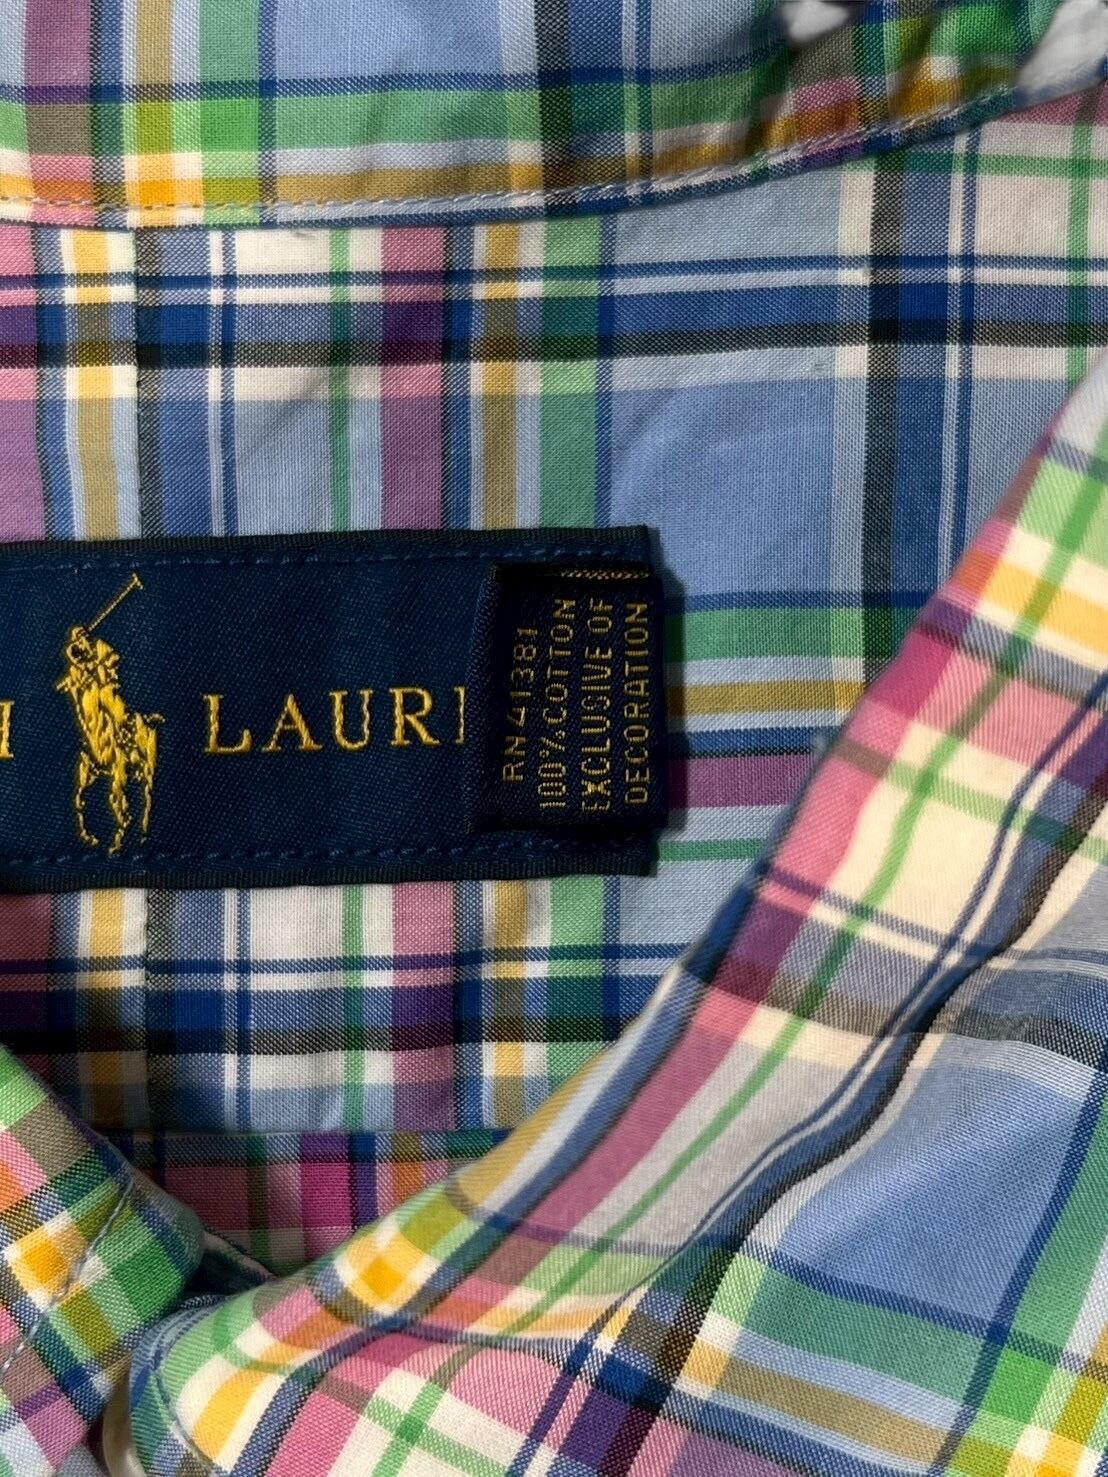 H LAUR
RN 41381
100% COTTON
EXCLUSIVE OF
DECORATION